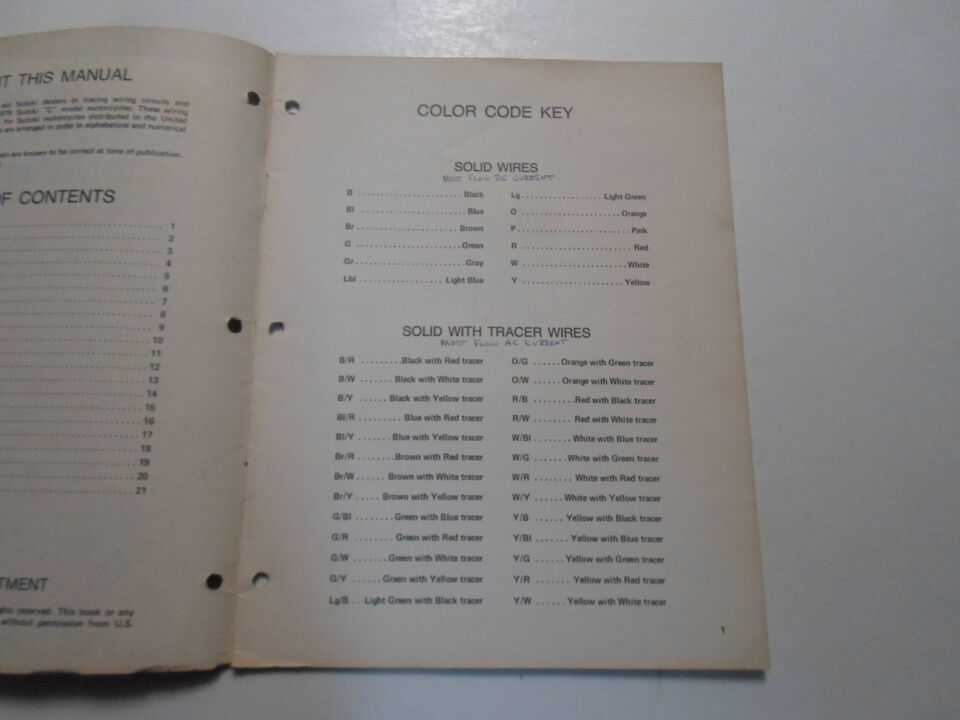 THIS MANUAL
Suzuki dealers in tracing wiring circuits and
Suzuki "C" model motorcycles. These wiring
for Suzuki motorcycles distributed in the United
are arranged in order in alphabetical and numerical
are known to be correct at time of publication.
OF CONTENTS
1
2
3
4
5
6
7
8
9
10
11
12
13
14
15
16
17
18
19
20
21
reserved. This book or any
without permission from U.S.
COLOR CODE KEY
SOLID WIRES
MOST FLOW DC CURRENT
B ........................ Black
Bl ........................ Blue
Br ........................ Brown
G ........................ Green
Gr ........................ Gray
Lbl ................ Light Blue
Lg ................... Light Green
O ........................ Orange
P ........................ Pink
R ........................ Red
W ........................ White
Y ........................ Yellow
SOLID WITH TRACER WIRES
MOST FLOW AC CURRENT
B/R ........ Black with Red tracer
B/W ...... Black with White tracer
B/Y ...... Black with Yellow tracer
Bl/R ........ Blue with Red tracer
Bl/Y ....... Blue with Yellow tracer
Br/R ........ Brown with Red tracer
Br/W ...... Brown with White tracer
Br/Y ..... Brown with Yellow tracer
G/Bl ........ Green with Blue tracer
G/R ........ Green with Red tracer
G/W ....... Green with White tracer
G/Y ...... Green with Yellow tracer
Lg/B .. Light Green with Black tracer
O/G ...... Orange with Green tracer
O/W ..... Orange with White tracer
R/B ........ Red with Black tracer
R/W ....... Red with White tracer
W/Bl ....... White with Blue tracer
W/G ...... White with Green tracer
W/R ....... White with Red tracer
W/Y ..... White with Yellow tracer
Y/B ...... Yellow with Black tracer
Y/Bl ...... Yellow with Blue tracer
Y/G ..... Yellow with Green tracer
Y/R ....... Yellow with Red tracer
Y/W ...... Yellow with White tracer
1